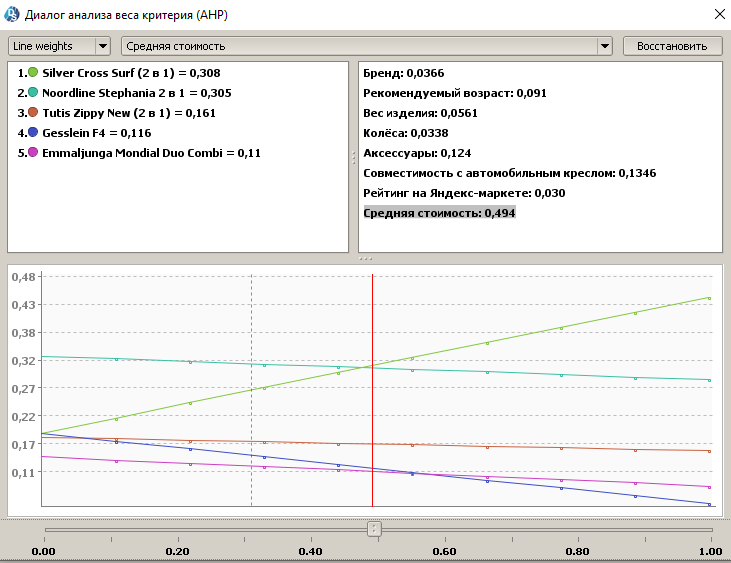 Диалог анализа веса критерия (AHP)
Line weights
Средняя стоимость
Восстановить
1. Silver Cross Surf (2 в 1) = 0,308
2. Noordline Stephania 2 в 1 = 0,305
3. Tutis Zippy New (2 в 1) = 0,161
4. Gesslein F4 = 0,116
5. Emmaljunga Mondial Duo Combi = 0,11
Бренд: 0,0366
Рекомендуемый возраст: 0,091
Вес изделия: 0,0561
Колёса: 0,0338
Аксессуары: 0,124
Совместимость с автомобильным креслом: 0,1346
Рейтинг на Яндекс-маркете: 0,030
Средняя стоимость: 0,494
0,48
0,43
0,38
0,32
0,27
0,22
0,17
0,11
0.00 0.20 0.40 0.60 0.80 1.00